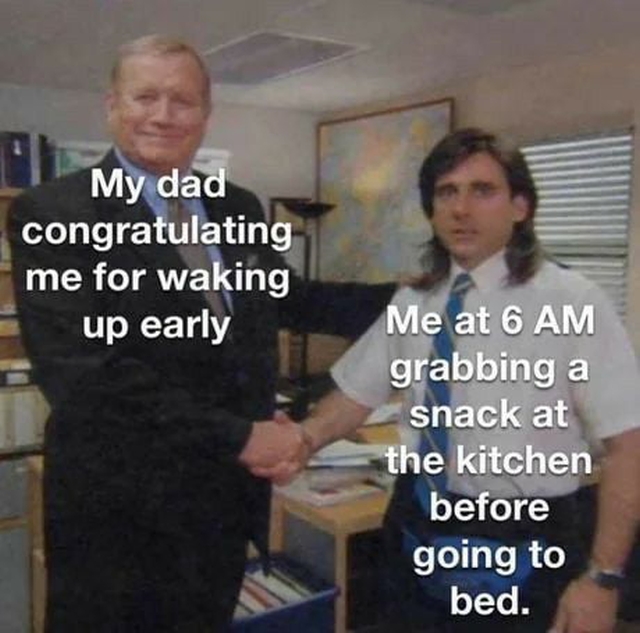 My dad
congratulating
me for waking
up early
Me at 6 AM
grabbing a
snack at
the kitchen
before
going to
bed.